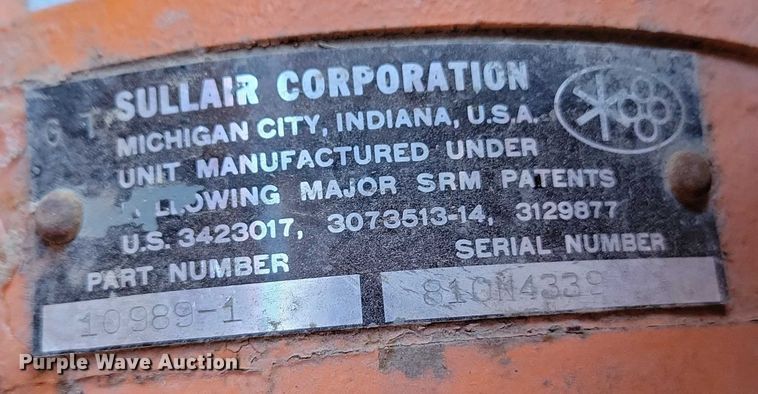 G T
SULLAIR CORPORATION
MICHIGAN CITY, INDIANA, U.S.A.
UNIT MANUFACTURED UNDER
LLOWING MAJOR SRM PATENTS
U.S. 3423017, 3073513-14, 3129877
PART NUMBER SERIAL NUMBER
10989-1 810N4339
Purple Wave Auction.com